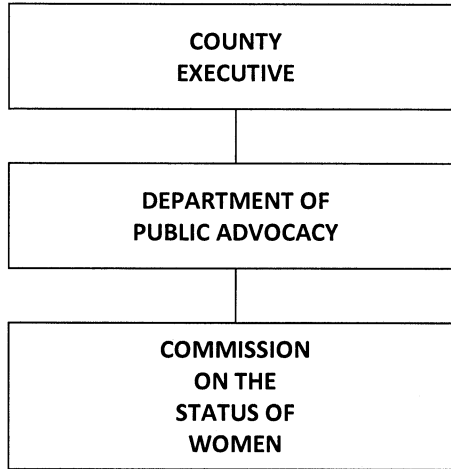 COUNTY
EXECUTIVE
DEPARTMENT OF
PUBLIC ADVOCACY
COMMISSION
ON THE
STATUS OF
WOMEN